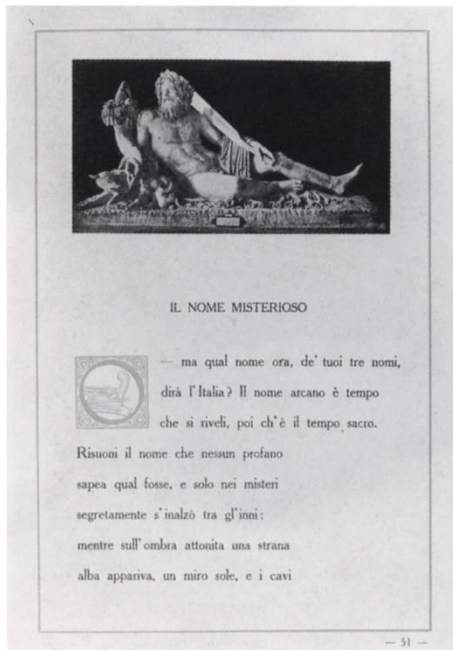 IL NOME MISTERIOSO
— ma qual nome ora, de' tuoi tre nomi,
dirà l'Italia? Il nome arcano è tempo
che si riveli, poi ch'è il tempo sacro.
Risuoni il nome che nessun profano
sapea qual fosse, e solo nei misteri
segretamente s'inalzò tra gl'inni:
mentre sull'ombra attonita una strana
alba appariva, un miro sole, e i cavi
— 51 —